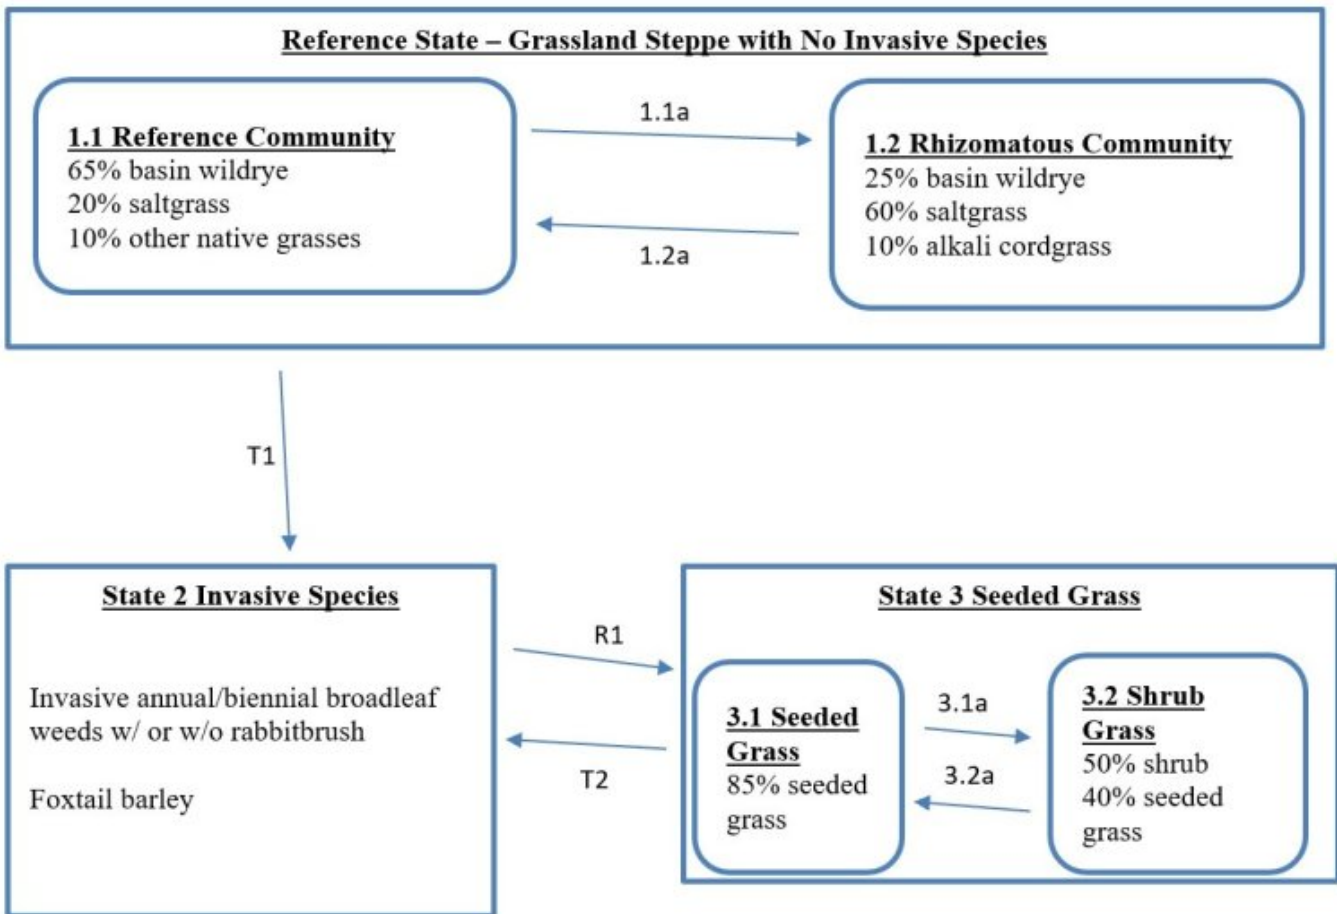 Reference State – Grassland Steppe with No Invasive Species
1.1 Reference Community
65% basin wildrye
20% saltgrass
10% other native grasses
1.1a
1.2a
1.2 Rhizomatous Community
25% basin wildrye
60% saltgrass
10% alkali cordgrass
T1
State 2 Invasive Species
Invasive annual/biennial broadleaf
weeds w/ or w/o rabbitbrush
Foxtail barley
R1
T2
State 3 Seeded Grass
3.1 Seeded
Grass
85% seeded
grass
3.1a
3.2a
3.2 Shrub
Grass
50% shrub
40% seeded
grass